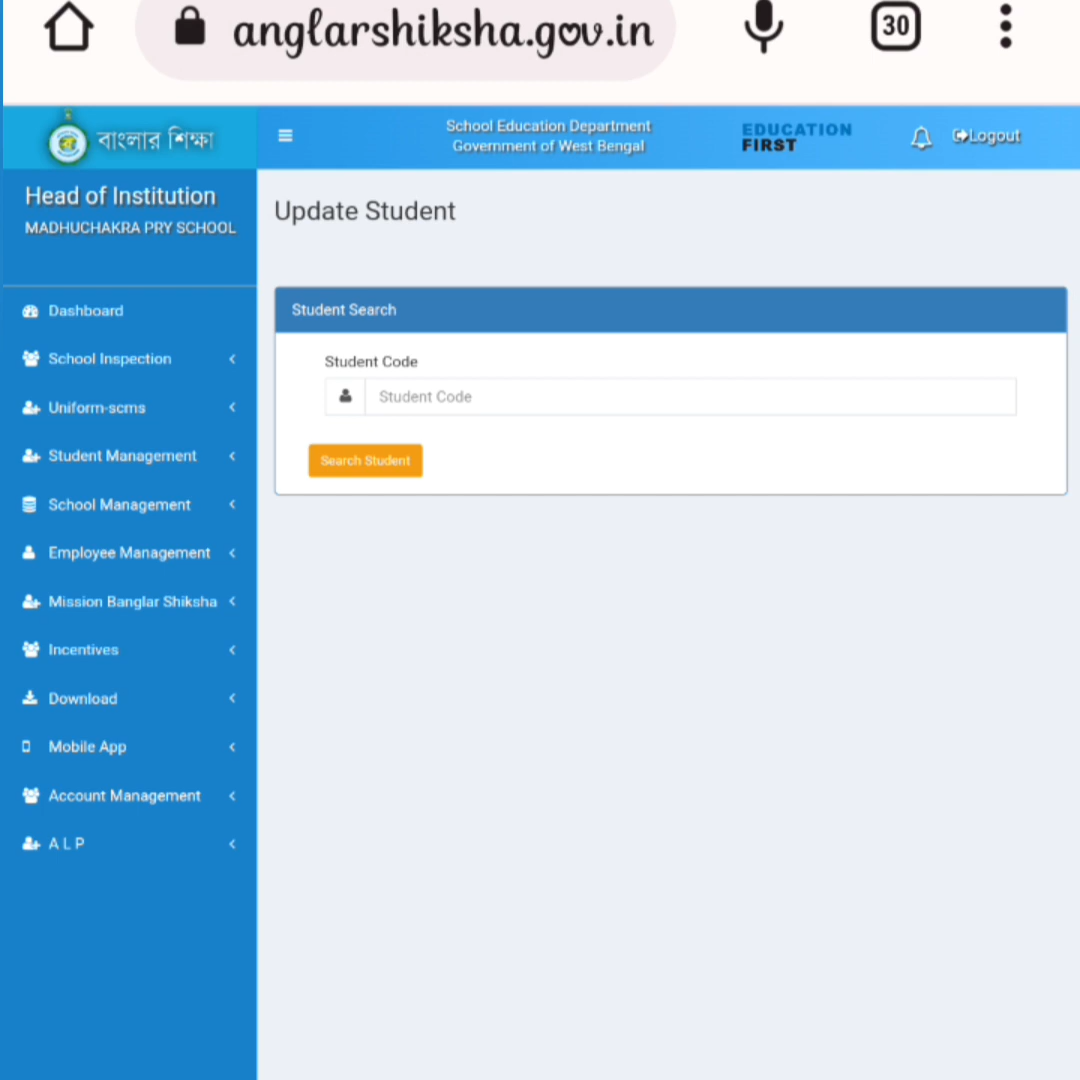 anglarshiksha.gov.in
30
বাংলার শিক্ষা
School Education Department
Government of West Bengal
EDUCATION
FIRST
Logout
Head of Institution
MADHUCHAKRA PRY SCHOOL
Update Student
Dashboard
School Inspection
Uniform-scms
Student Management
School Management
Employee Management
Mission Banglar Shiksha
Incentives
Download
Mobile App
Account Management
A L P
Student Search
Student Code
Student Code
Search Student